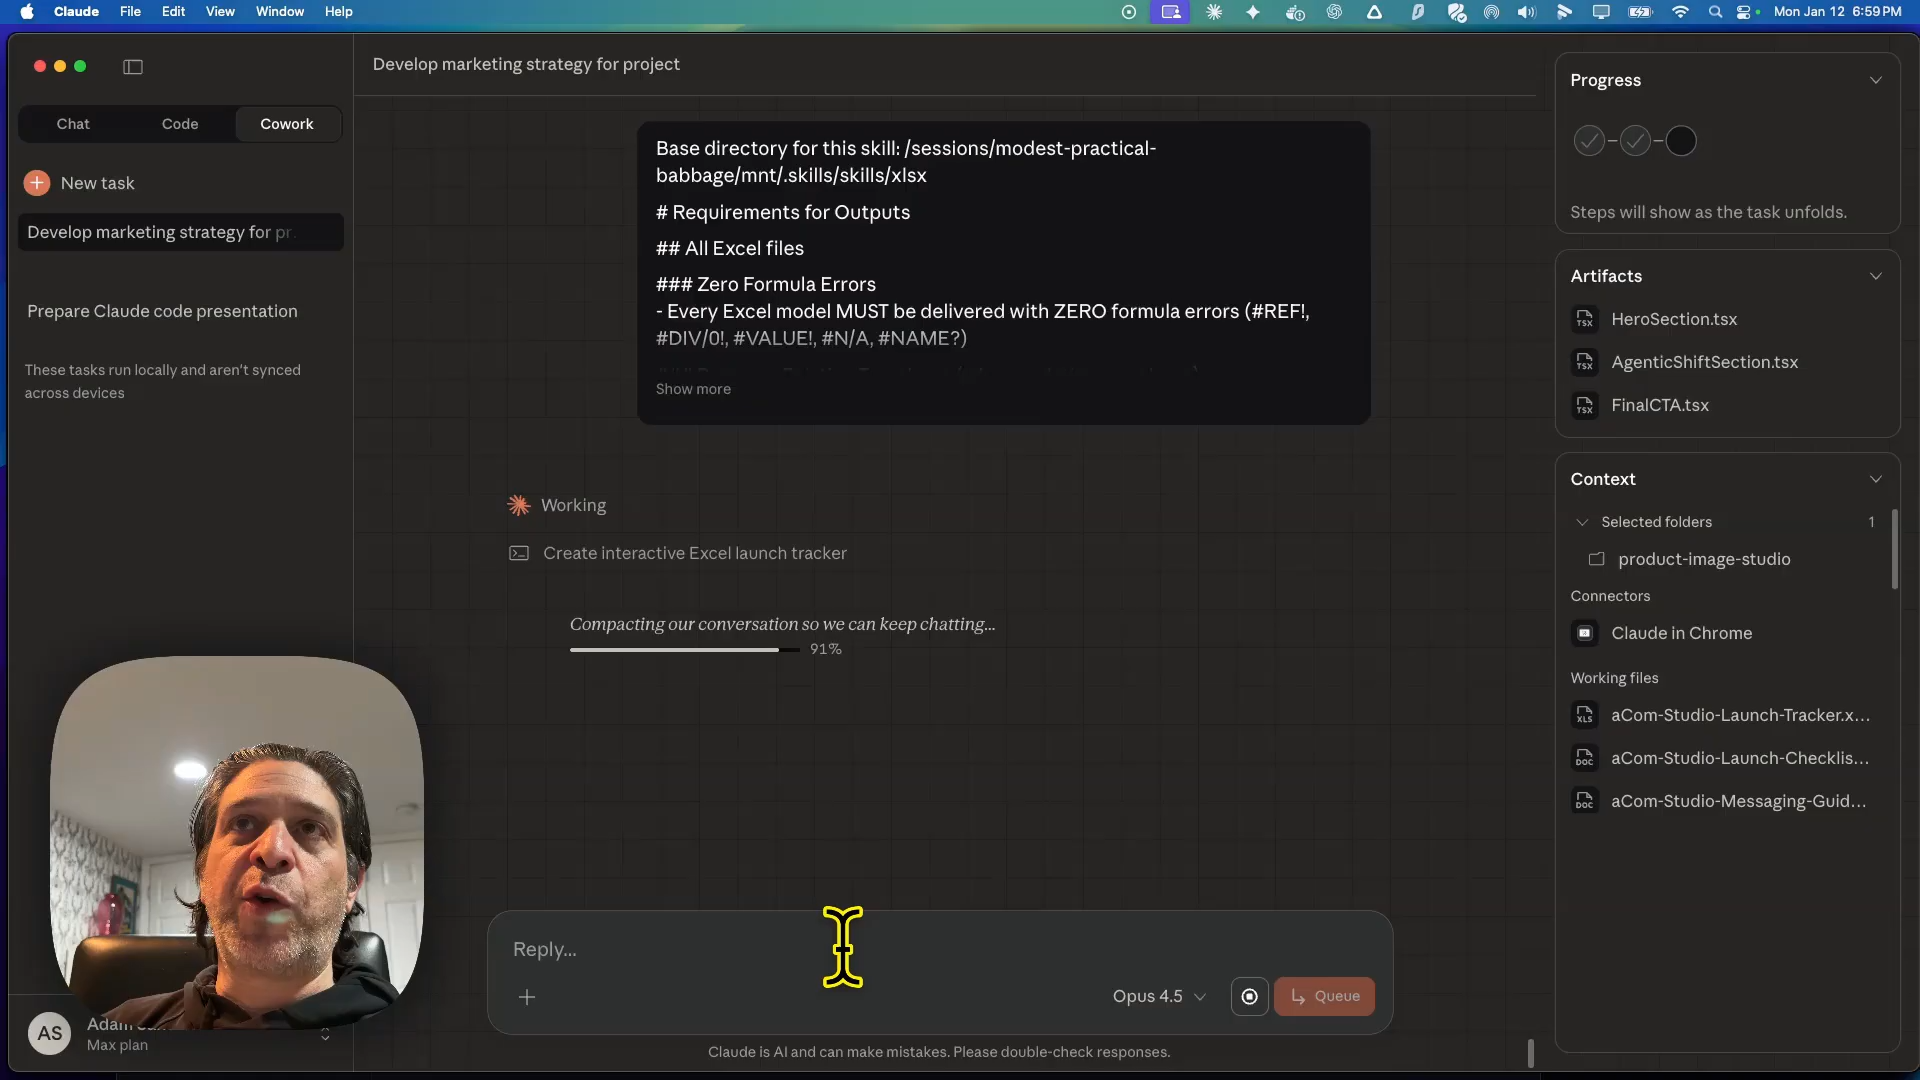 Claude File Edit View Window Help
Mon Jan 12 6:59 PM
Chat Code Cowork
New task
Develop marketing strategy for pr
Prepare Claude code presentation
These tasks run locally and aren't synced
across devices
AS
Adam
Max plan
Develop marketing strategy for project
Base directory for this skill: /sessions/modest-practical-
babbage/mnt/.skills/skills/xlsx
# Requirements for Outputs
## All Excel files
### Zero Formula Errors
- Every Excel model MUST be delivered with ZERO formula errors (#REF!,
#DIV/0!, #VALUE!, #N/A, #NAME?)
Show more
Working
Create interactive Excel launch tracker
Compacting our conversation so we can keep chatting...
91%
Reply...
Opus 4.5
Queue
Claude is AI and can make mistakes. Please double-check responses.
Progress
Steps will show as the task unfolds.
Artifacts
TSX HeroSection.tsx
TSX AgenticShiftSection.tsx
TSX FinalCTA.tsx
Context
Selected folders 1
product-image-studio
Connectors
Claude in Chrome
Working files
XLS aCom-Studio-Launch-Tracker.x...
DOC aCom-Studio-Launch-Checklis...
DOC aCom-Studio-Messaging-Guid...